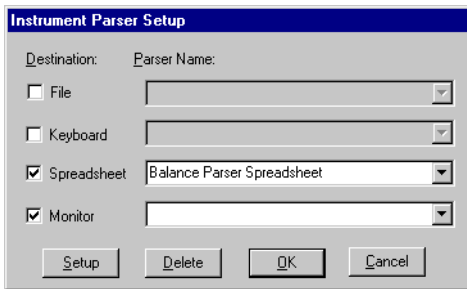 Instrument Parser Setup
Destination: Parser Name:
File
Keyboard
Spreadsheet Balance Parser Spreadsheet
Monitor
Setup Delete OK Cancel